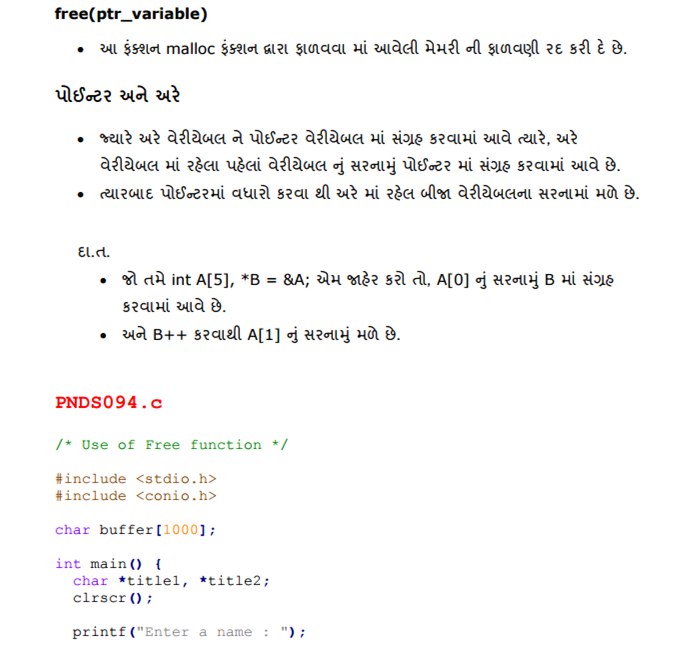 free(ptr_variable)
• આ ફંક્શન malloc ફંક્શન દ્વારા ફાળવવા માં આવેલી મેમરી ની ફાળવણી રદ કરી દે છે.
પોઈન્ટર અને અરે
• જ્યારે અરે વેરીયેબલ ને પોઈન્ટર વેરીયેબલ માં સંગ્રહ કરવામાં આવે ત્યારે, અરે
વેરીયેબલ માં રહેલા પહેલાં વેરીયેબલ નું સરનામું પોઈન્ટર માં સંગ્રહ કરવામાં આવે છે.
• ત્યારબાદ પોઈન્ટરમાં વધારો કરવા થી અરે માં રહેલ બીજા વેરીયેબલના સરનામાં મળે છે.
દા.ત.
• જો તમે int A[5], *B = &A; એમ જાહેર કરો તો, A[0] નું સરનામું B માં સંગ્રહ
કરવામાં આવે છે.
• અને B++ કરવાથી A[1] નું સરનામું મળે છે.
PNDS094.c
/* Use of Free function */
#include <stdio.h>
#include <conio.h>
char buffer[1000];
int main() {
char *title1, *title2;
clrscr();
printf("Enter a name : ");